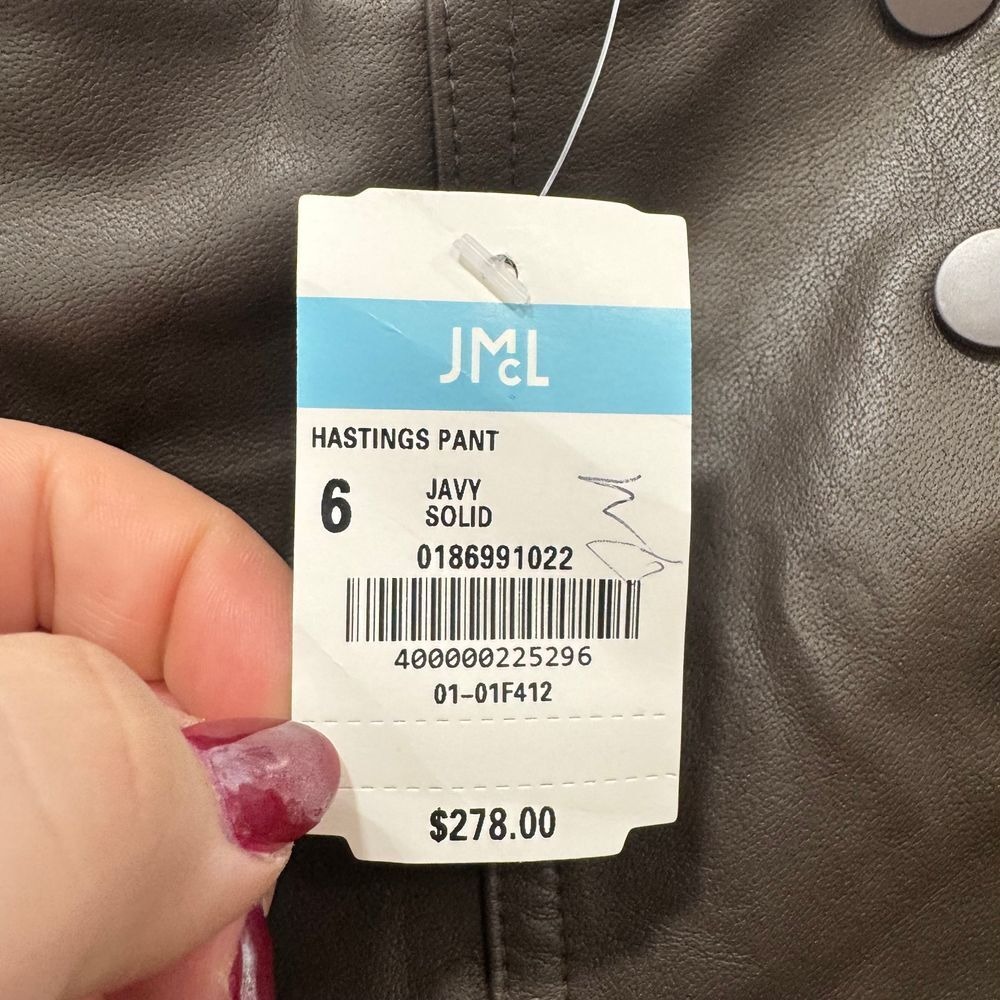 JMcL
HASTINGS PANT
6
JAVY
SOLID
0186991022
400000225296
01-01F412
$278.00